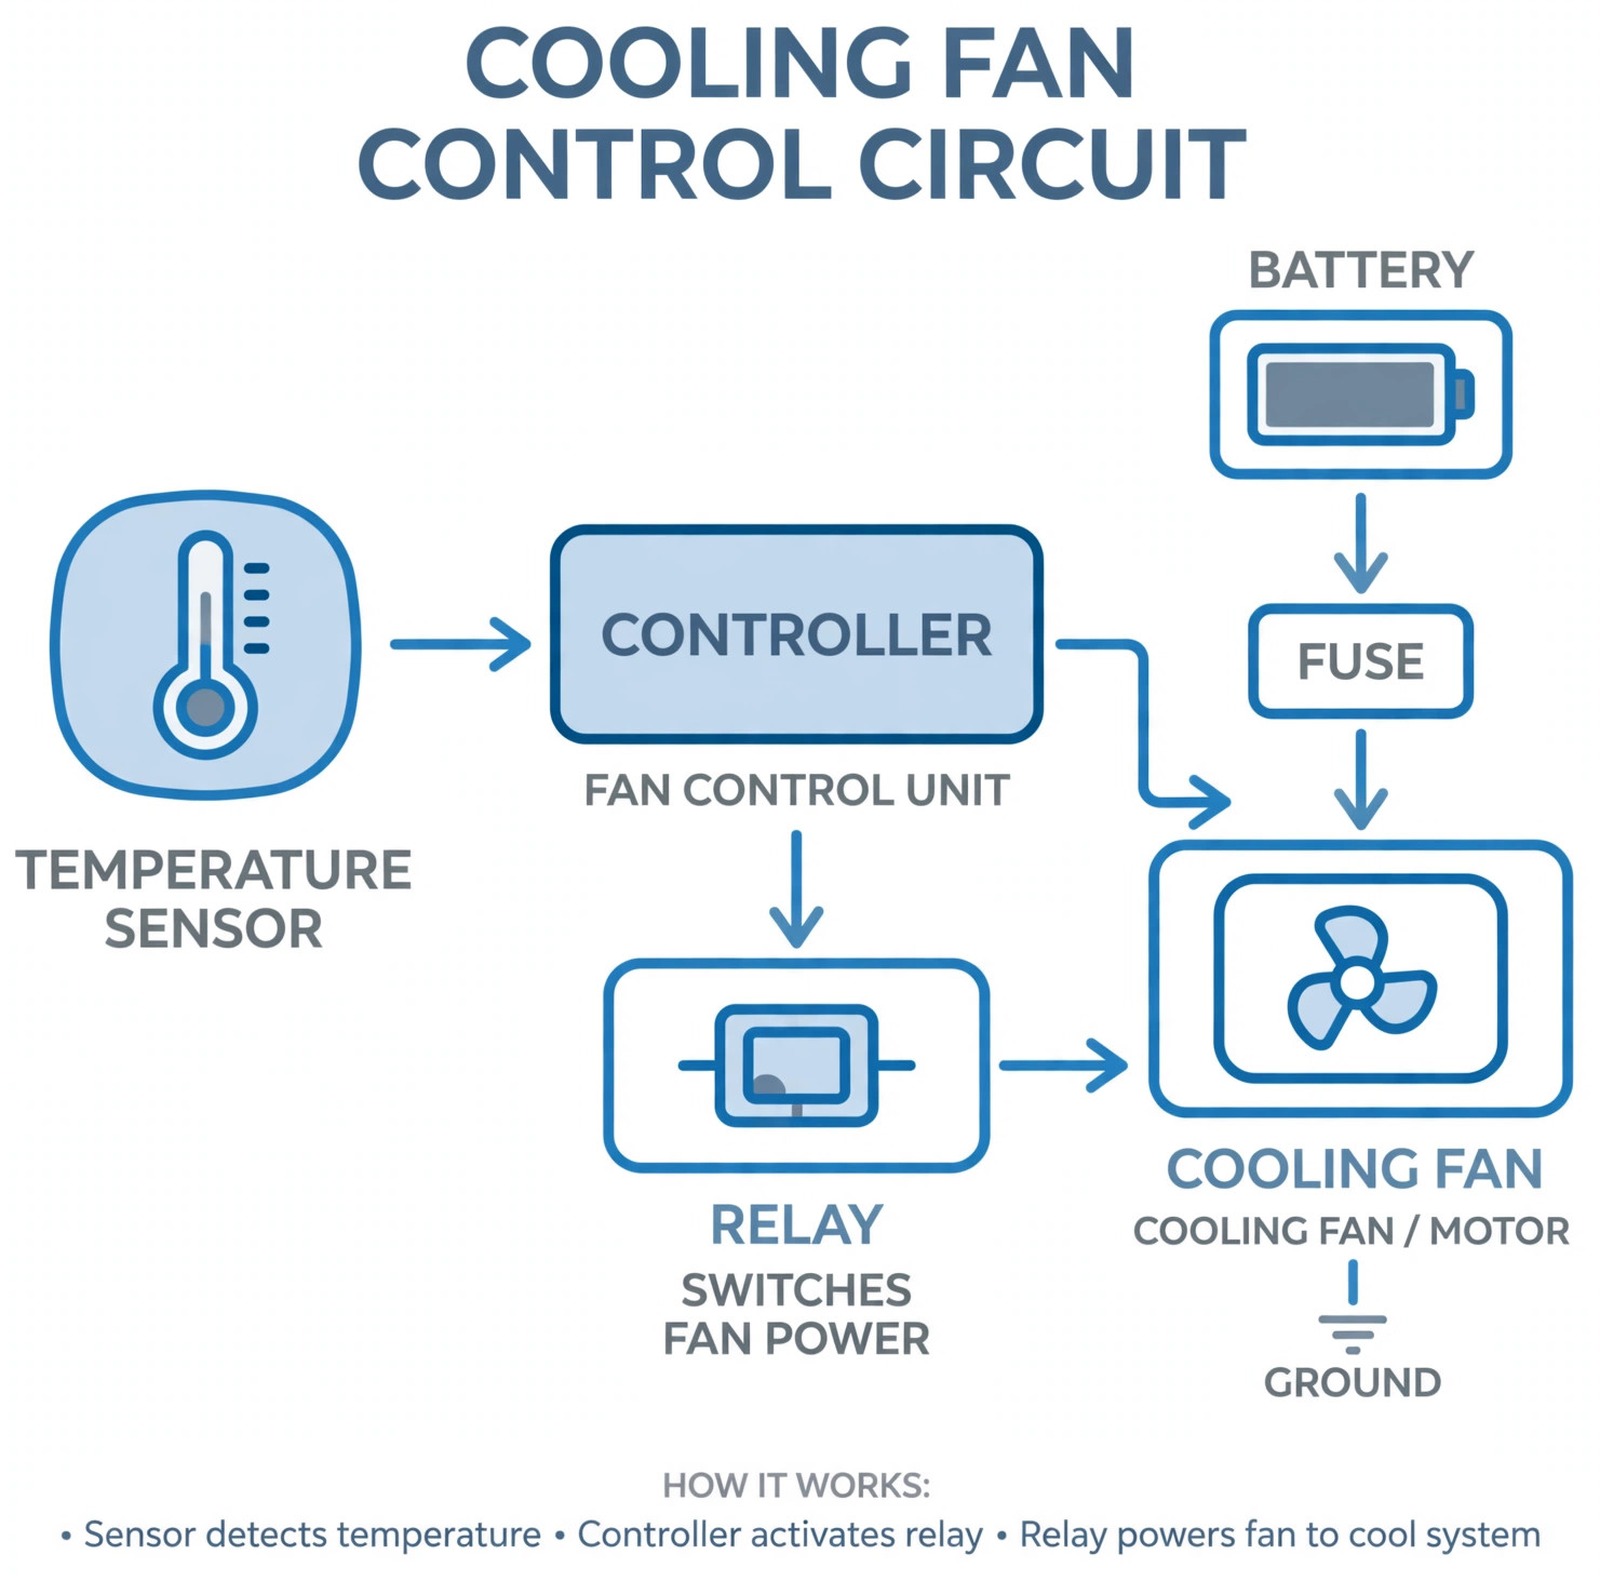 COOLING FAN
CONTROL CIRCUIT
BATTERY
CONTROLLER
FUSE
FAN CONTROL UNIT
TEMPERATURE
SENSOR
COOLING FAN
COOLING FAN / MOTOR
RELAY
SWITCHES
FAN POWER
GROUND
HOW IT WORKS:
• Sensor detects temperature • Controller activates relay • Relay powers fan to cool system